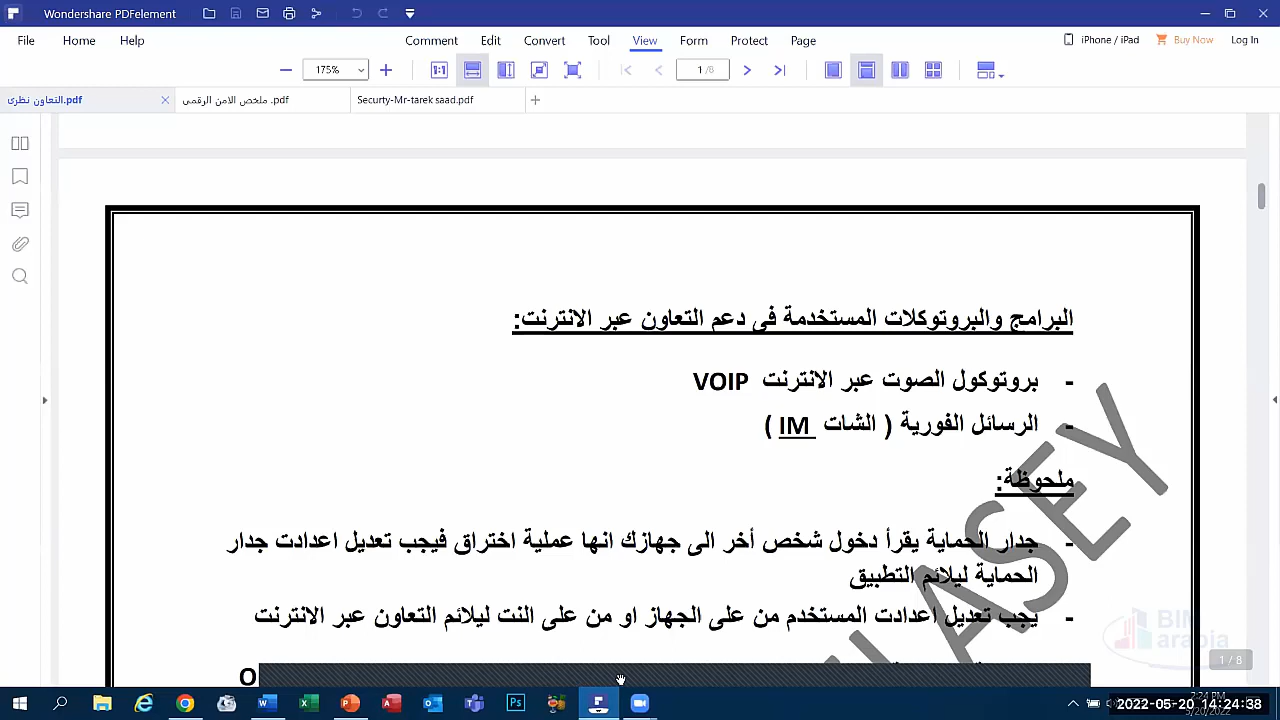 Wondershare PDFelement
File Home Help Comment Edit Convert Tool View Form Protect Page iPhone / iPad Buy Now Log In
175% 1 /8
التعاون نظرى.pdf ملخص الامن الرقمى .pdf Securty-Mr-tarek saad.pdf
البرامج والبروتوكلات المستخدمة فى دعم التعاون عبر الانترنت:
- بروتوكول الصوت عبر الانترنت VOIP
- الرسائل الفورية ( الشات IM )
ملحوظة:
- جدار الحماية يقرأ دخول شخص أخر الى جهازك انها عملية اختراق فيجب تعديل اعدادت جدار
الحماية ليلائم التطبيق
- يجب تعديل اعدادت المستخدم من على الجهاز او من على النت ليلائم التعاون عبر الانترنت
BIM
arabia
1 / 8
2022-05-20 14:24:38